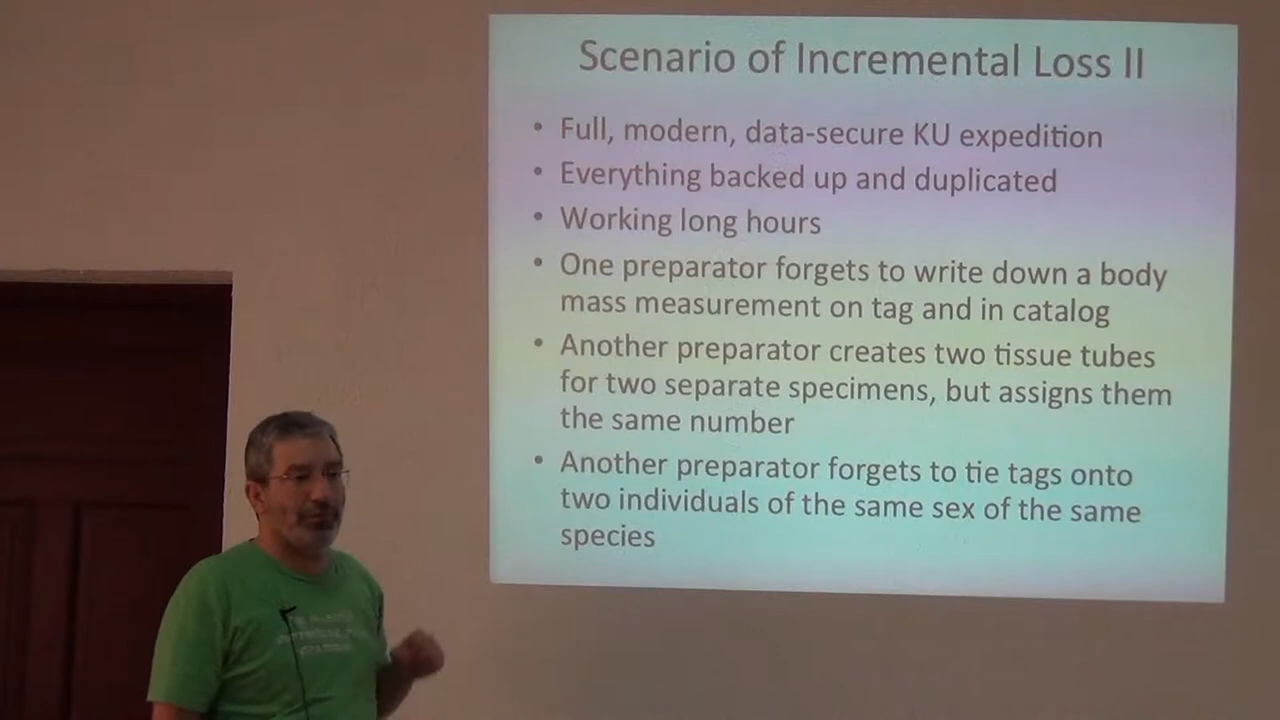 Scenario of Incremental Loss II
• Full, modern, data-secure KU expedition
• Everything backed up and duplicated
• Working long hours
• One preparator forgets to write down a body
mass measurement on tag and in catalog
• Another preparator creates two tissue tubes
for two separate specimens, but assigns them
the same number
• Another preparator forgets to tie tags onto
two individuals of the same sex of the same
species